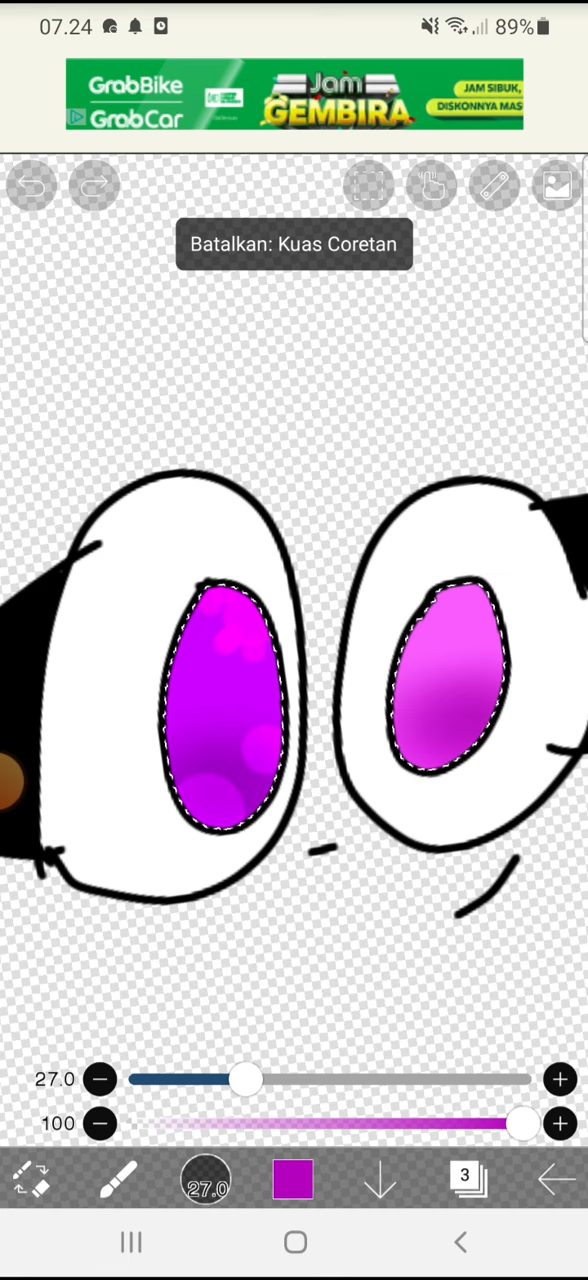 07.24
89%
GrabBike
GrabCar
Jam
GEMBIRA
JAM SIBUK,
DISKONNYA MAS
Batalkan: Kuas Coretan
27.0
100
27.0
3